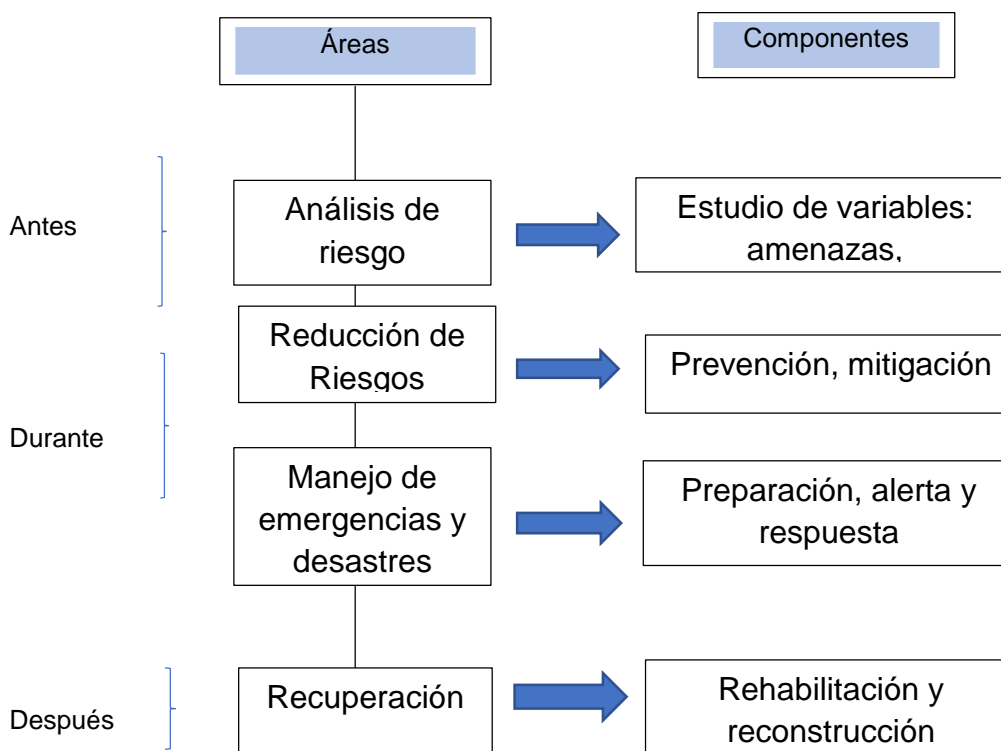 Áreas
Componentes
Antes
Análisis de
riesgo
Estudio de variables:
amenazas,
Reducción de
Riesgos
Prevención, mitigación
Durante
Manejo de
emergencias y
desastres
Preparación, alerta y
respuesta
Después
Recuperación
Rehabilitación y
reconstrucción